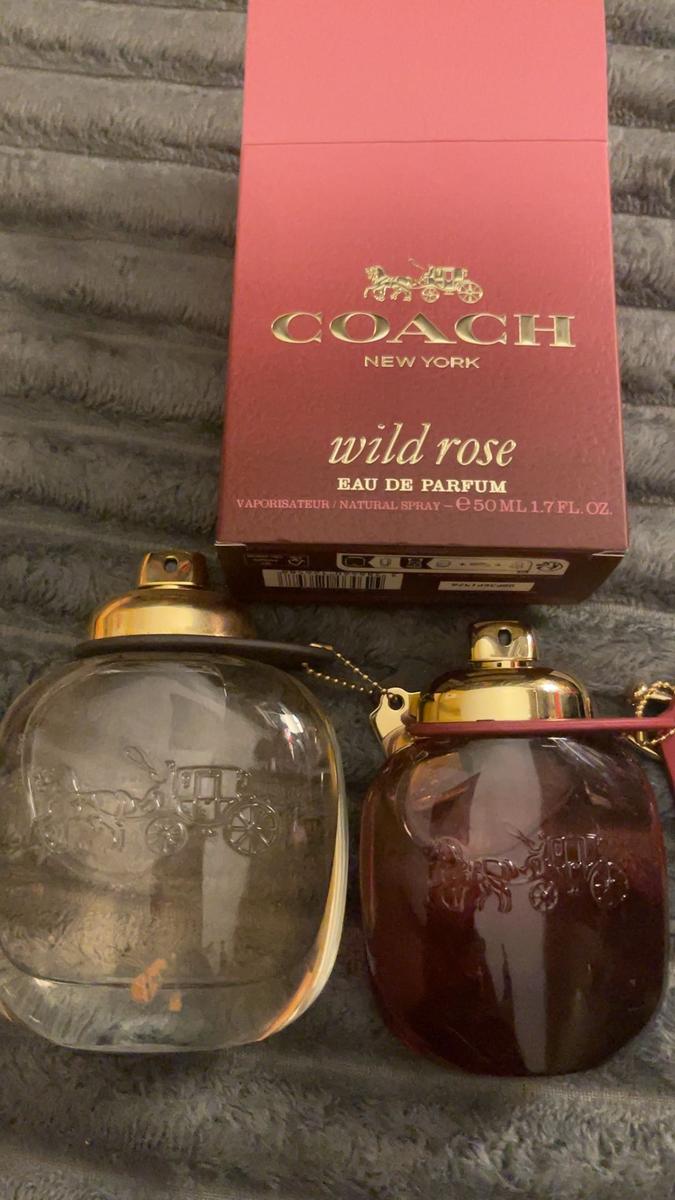 COACH
NEW YORK
wild rose
EAU DE PARFUM
VAPORISATEUR / NATURAL SPRAY – ℮ 50 ML 1.7 FL. OZ.